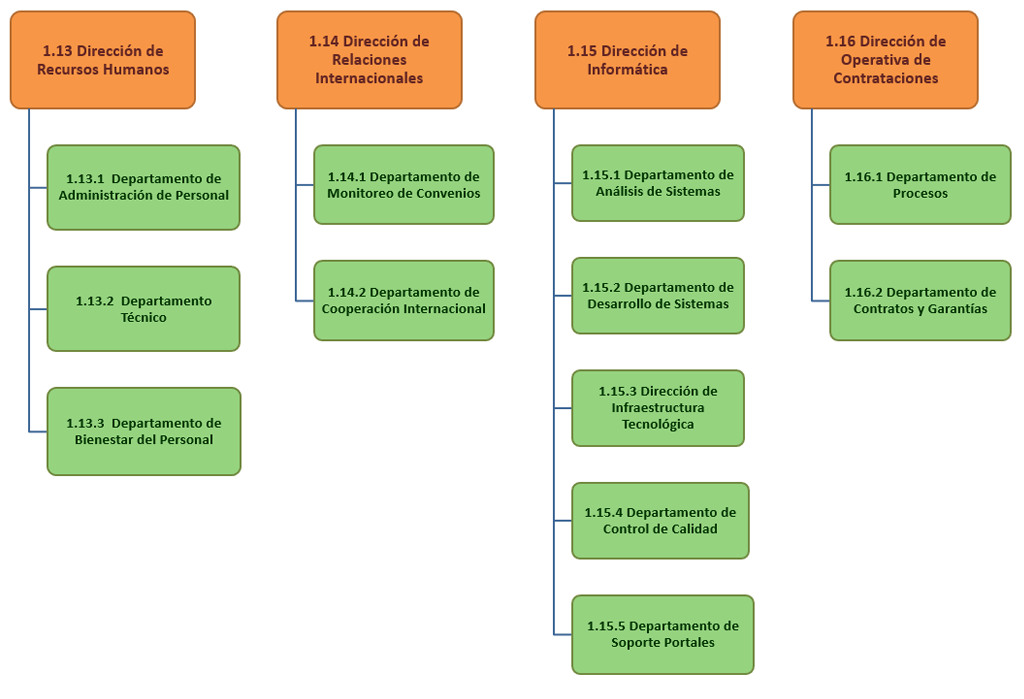 1.13 Dirección de
Recursos Humanos
1.13.1  Departamento de
Administración de Personal
1.13.2  Departamento
Técnico
1.13.3  Departamento de
Bienestar del Personal
1.14 Dirección de
Relaciones
Internacionales
1.14.1 Departamento de
Monitoreo de Convenios
1.14.2 Departamento de
Cooperación Internacional
1.15 Dirección de
Informática
1.15.1 Departamento de
Análisis de Sistemas
1.15.2 Departamento de
Desarrollo de Sistemas
1.15.3 Dirección de
Infraestructura
Tecnológica
1.15.4 Departamento de
Control de Calidad
1.15.5 Departamento de
Soporte Portales
1.16 Dirección de
Operativa de
Contrataciones
1.16.1 Departamento de
Procesos
1.16.2 Departamento de
Contratos y Garantías